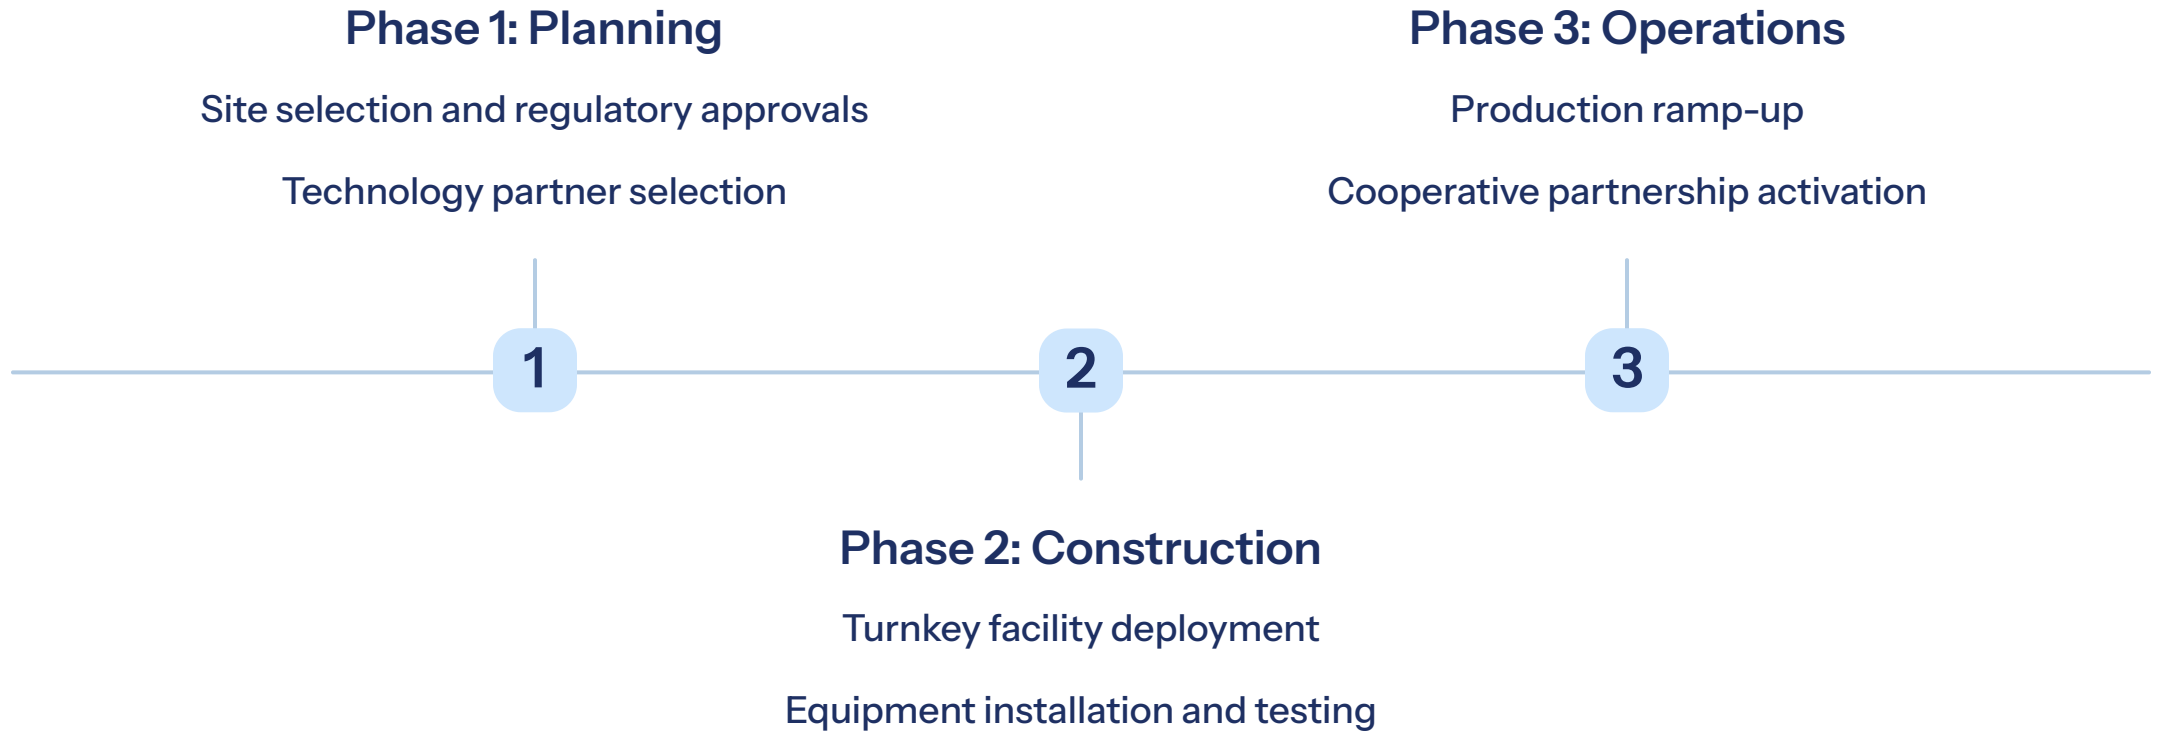 Phase 1: Planning
Site selection and regulatory approvals
Technology partner selection
1
2
Phase 2: Construction
Turnkey facility deployment
Equipment installation and testing
Phase 3: Operations
Production ramp-up
Cooperative partnership activation
3